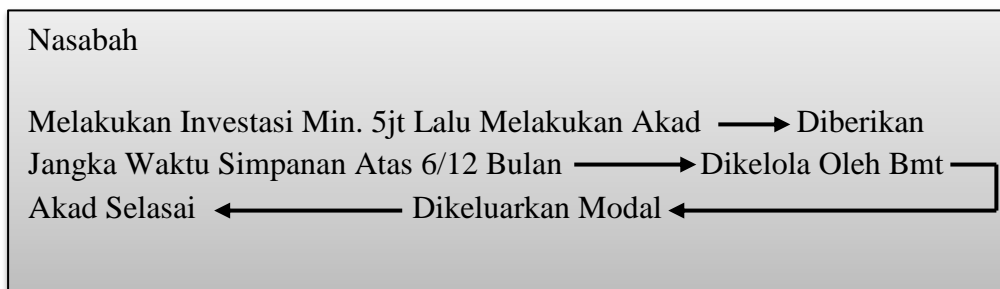 Nasabah
Melakukan Investasi Min. 5jt Lalu Melakukan Akad Diberikan
Jangka Waktu Simpanan Atas 6/12 Bulan Dikelola Oleh Bmt
Akad Selasai Dikeluarkan Modal